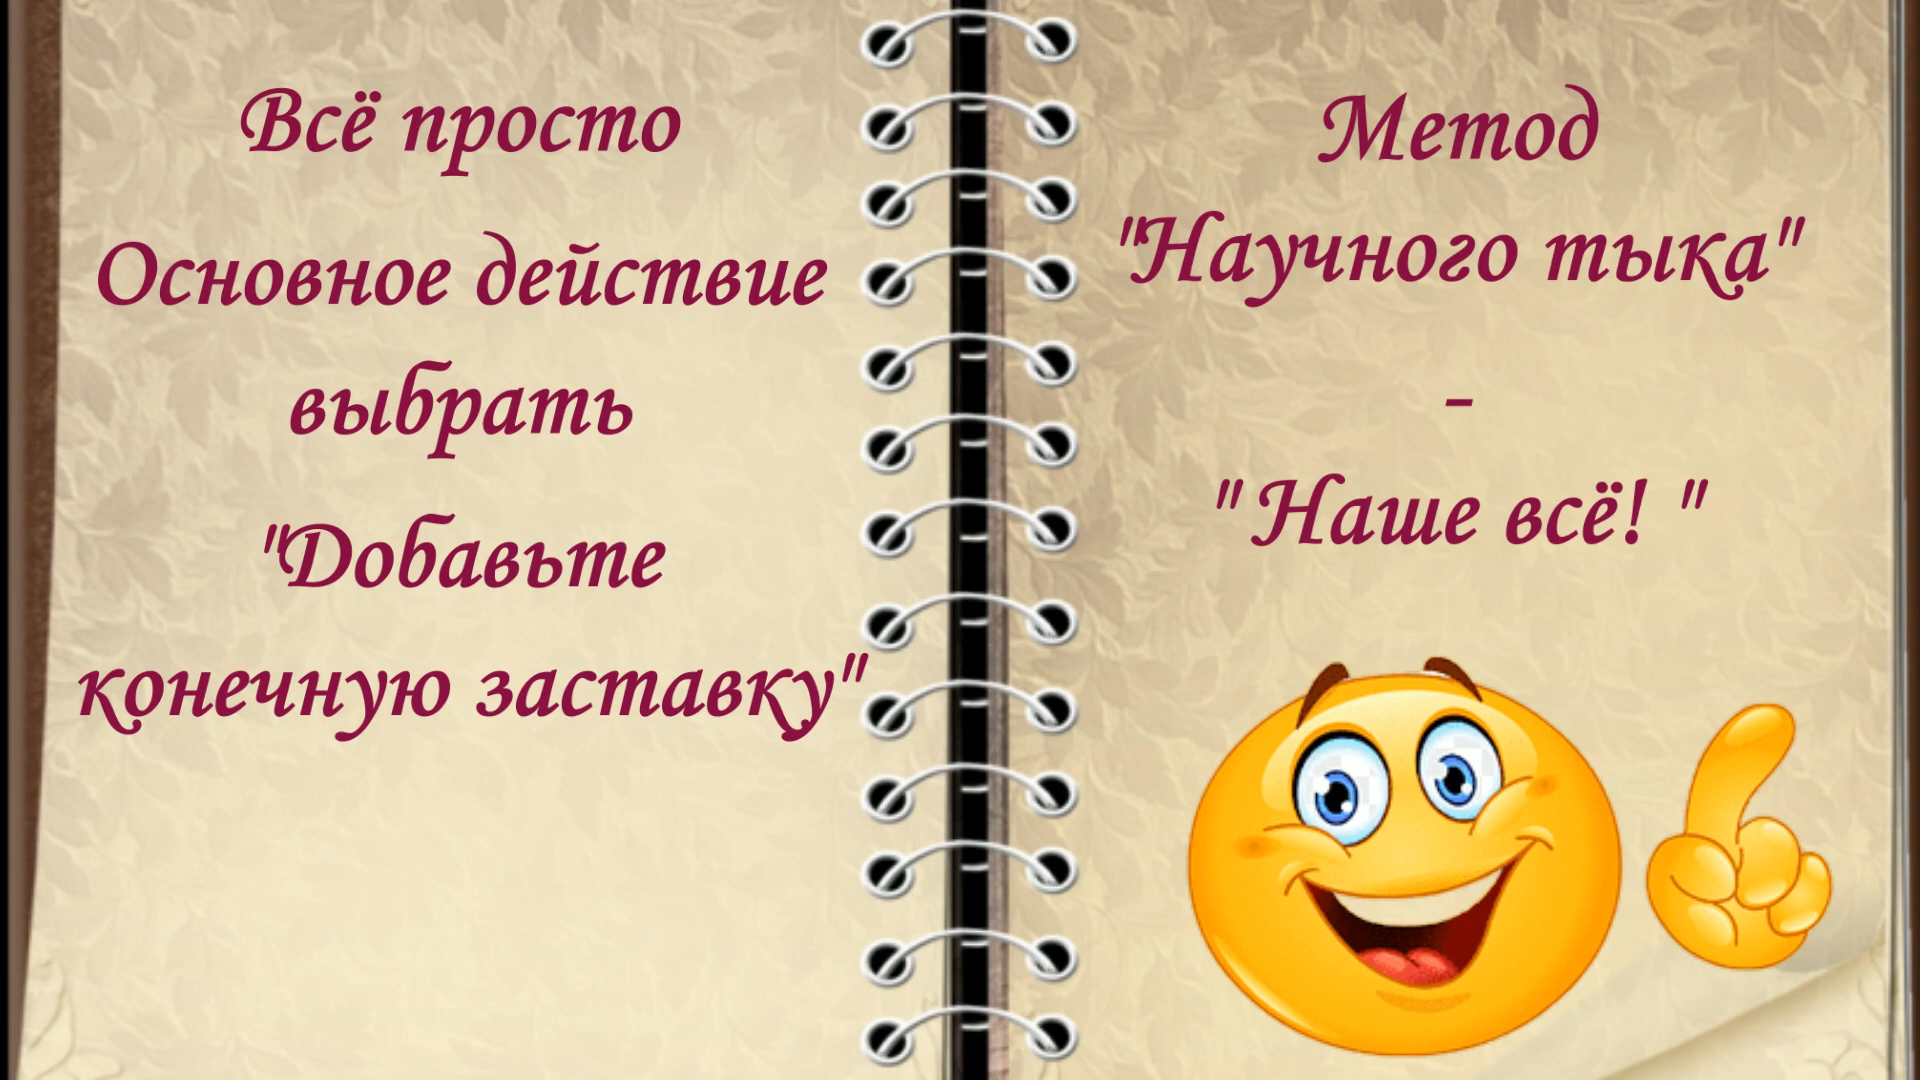 Всё просто
Основное действие
выбрать
"Добавьте
конечную заставку"
Метод
"Научного тыка"
-
" Наше всё! "